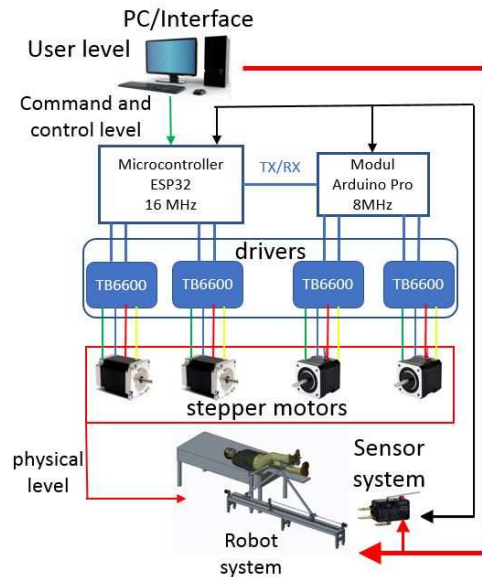 PC/Interface
User level
Command and
control level
Microcontroller
ESP32
16 MHz
TX/RX
Modul
Arduino Pro
8MHz
drivers
TB6600
TB6600
TB6600
TB6600
stepper motors
physical
level
Sensor
system
Robot
system